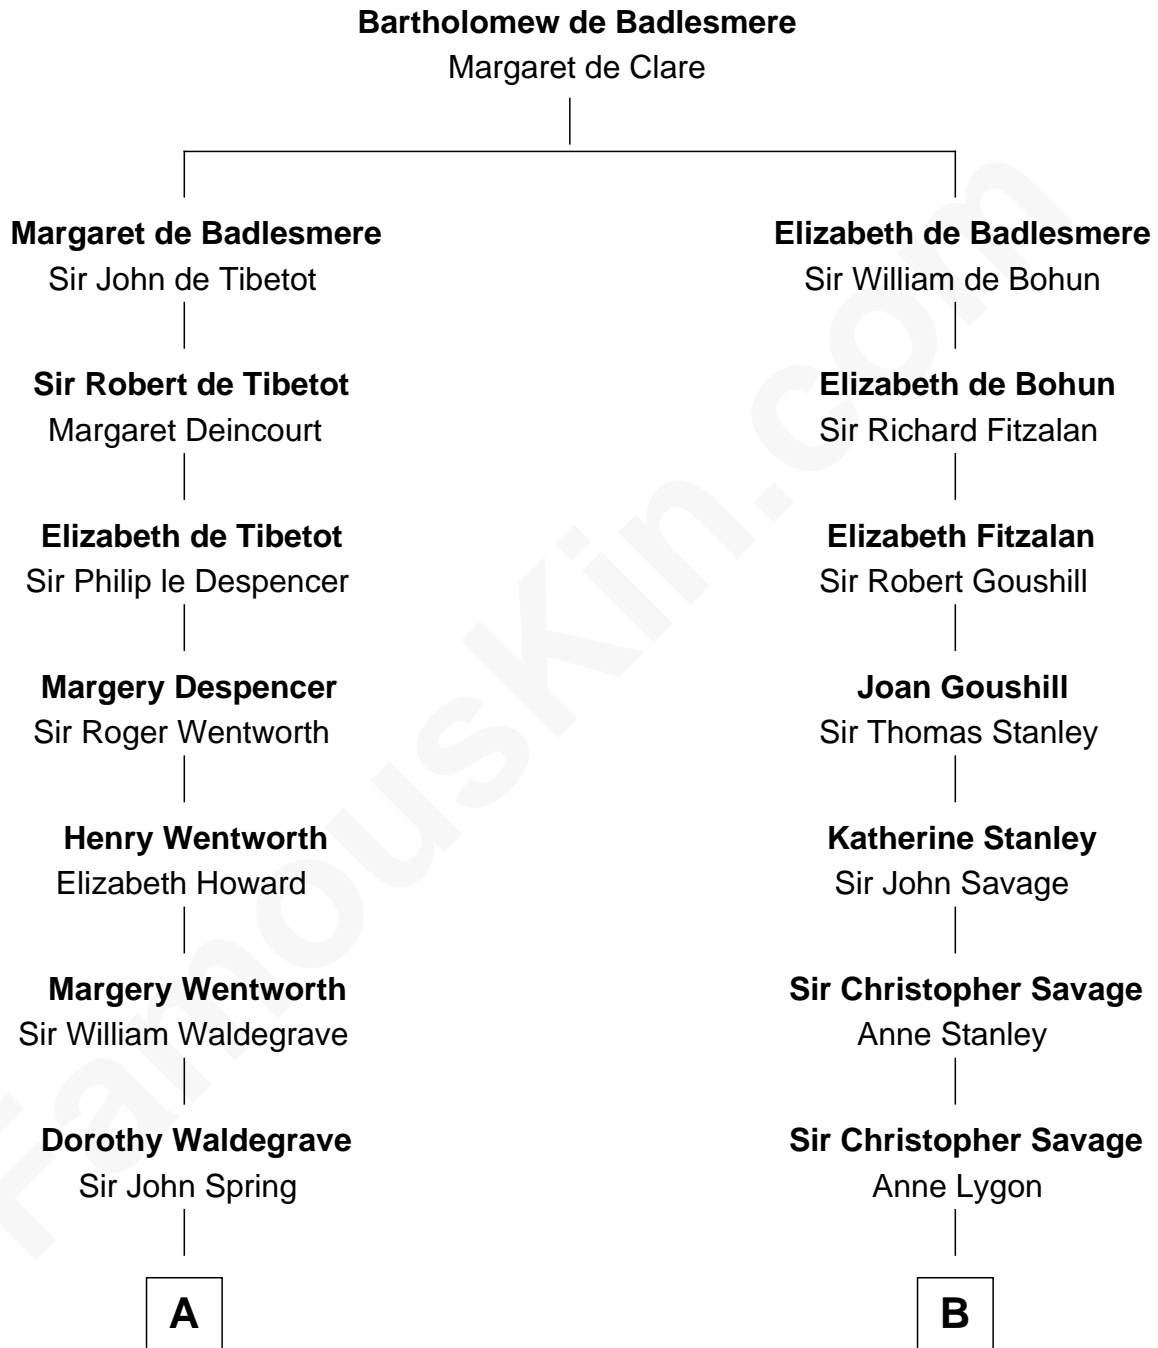 Bartholomew de Badlesmere
Margaret de Clare
Margaret de Badlesmere
Sir John de Tibetot
Elizabeth de Badlesmere
Sir William de Bohun
Sir Robert de Tibetot
Margaret Deincourt
Elizabeth de Bohun
Sir Richard Fitzalan
Elizabeth de Tibetot
Sir Philip le Despencer
Elizabeth Fitzalan
Sir Robert Goushill
Margery Despencer
Sir Roger Wentworth
Joan Goushill
Sir Thomas Stanley
Henry Wentworth
Elizabeth Howard
Katherine Stanley
Sir John Savage
Margery Wentworth
Sir William Waldegrave
Sir Christopher Savage
Anne Stanley
Dorothy Waldegrave
Sir John Spring
Sir Christopher Savage
Anne Lygon
A
B
FamousKin.com